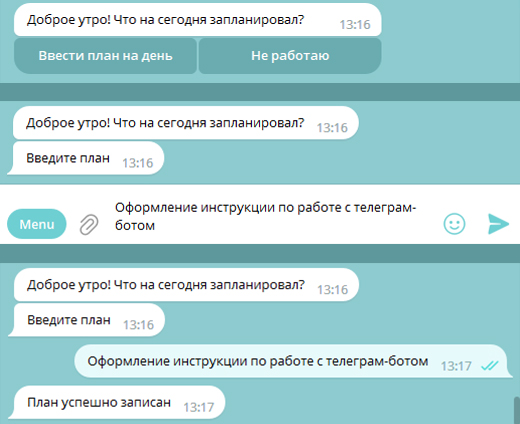 Доброе утро! Что на сегодня запланировал?
13:16
Ввести план на день
Не работаю
Доброе утро! Что на сегодня запланировал?
13:16
Введите план
13:16
Menu
Оформление инструкции по работе с телеграм-
ботом
Доброе утро! Что на сегодня запланировал?
13:16
Введите план
13:16
Оформление инструкции по работе с телеграм-ботом
13:17
План успешно записан
13:17